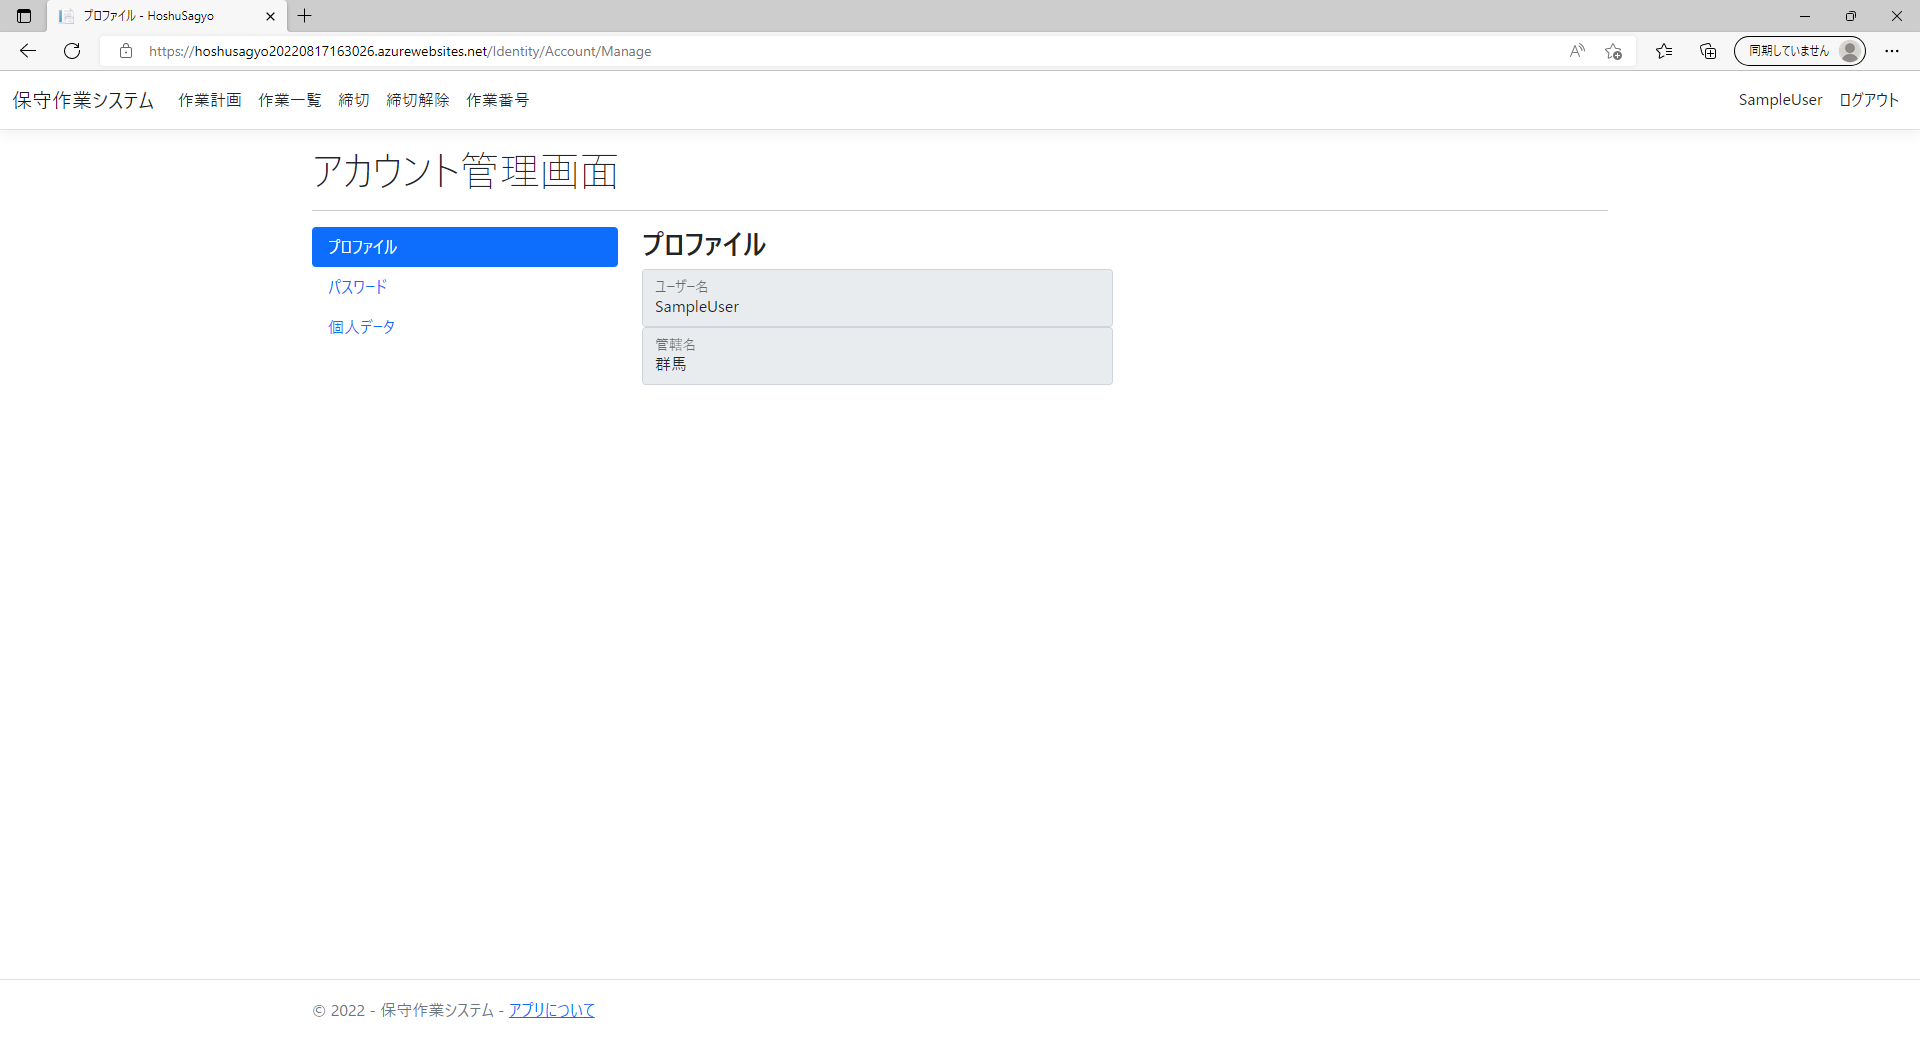 プロファイル - HoshuSagyo
https://hoshusagyo20220817163026.azurewebsites.net/Identity/Account/Manage
同期していません
保守作業システム 作業計画 作業一覧 締切 締切解除 作業番号 SampleUser ログアウト
アカウント管理画面
プロファイル
パスワード
個人データ
プロファイル
ユーザー名
SampleUser
管轄名
群馬
© 2022 - 保守作業システム - アプリについて